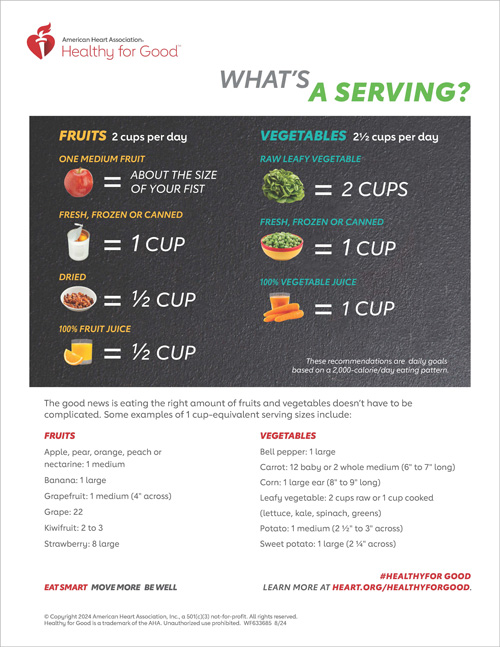 American Heart Association®
Healthy for Good™
WHAT'S
A SERVING?
FRUITS 2 cups per day
ONE MEDIUM FRUIT
= ABOUT THE SIZE
OF YOUR FIST
FRESH, FROZEN OR CANNED
= 1 CUP
DRIED
= ½ CUP
100% FRUIT JUICE
= ½ CUP
VEGETABLES 2½ cups per day
RAW LEAFY VEGETABLE
= 2 CUPS
FRESH, FROZEN OR CANNED
= 1 CUP
100% VEGETABLE JUICE
= 1 CUP
These recommendations are daily goals
based on a 2,000-calorie/day eating pattern.
The good news is eating the right amount of fruits and vegetables doesn't have to be
complicated. Some examples of 1 cup-equivalent serving sizes include:
FRUITS
Apple, pear, orange, peach or
nectarine: 1 medium
Banana: 1 large
Grapefruit: 1 medium (4" across)
Grape: 22
Kiwifruit: 2 to 3
Strawberry: 8 large
VEGETABLES
Bell pepper: 1 large
Carrot: 12 baby or 2 whole medium (6" to 7" long)
Corn: 1 large ear (8" to 9" long)
Leafy vegetable: 2 cups raw or 1 cup cooked
(lettuce, kale, spinach, greens)
Potato: 1 medium (2 ½" to 3" across)
Sweet potato: 1 large (2 ¼" across)
EAT SMART MOVE MORE BE WELL
#HEALTHYFOR GOOD
LEARN MORE AT HEART.ORG/HEALTHYFORGOOD.
© Copyright 2024 American Heart Association, Inc., a 501(c)(3) not-for-profit. All rights reserved.
Healthy for Good is a trademark of the AHA. Unauthorized use prohibited. WF633685 8/24